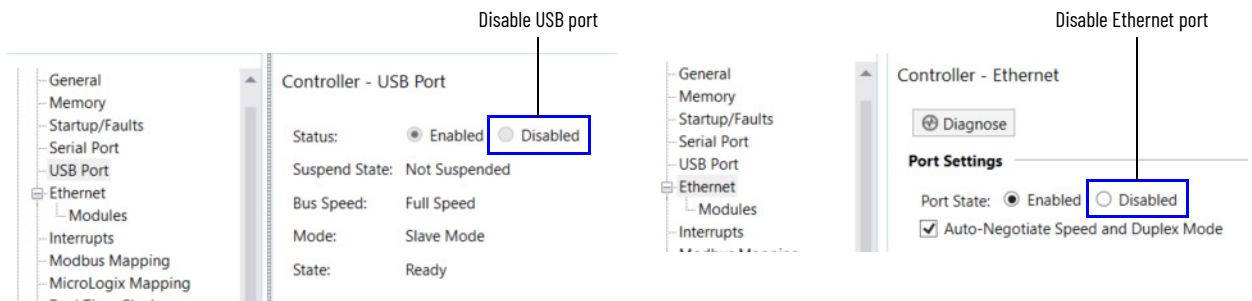 Disable USB port
General
Memory
Startup/Faults
Serial Port
USB Port
Ethernet
Modules
Interrupts
Modbus Mapping
MicroLogix Mapping
Controller - USB Port
Status: Enabled Disabled
Suspend State: Not Suspended
Bus Speed: Full Speed
Mode: Slave Mode
State: Ready
Disable Ethernet port
General
Memory
Startup/Faults
Serial Port
USB Port
Ethernet
Modules
Interrupts
Controller - Ethernet
Diagnose
Port Settings
Port State: Enabled Disabled
Auto-Negotiate Speed and Duplex Mode